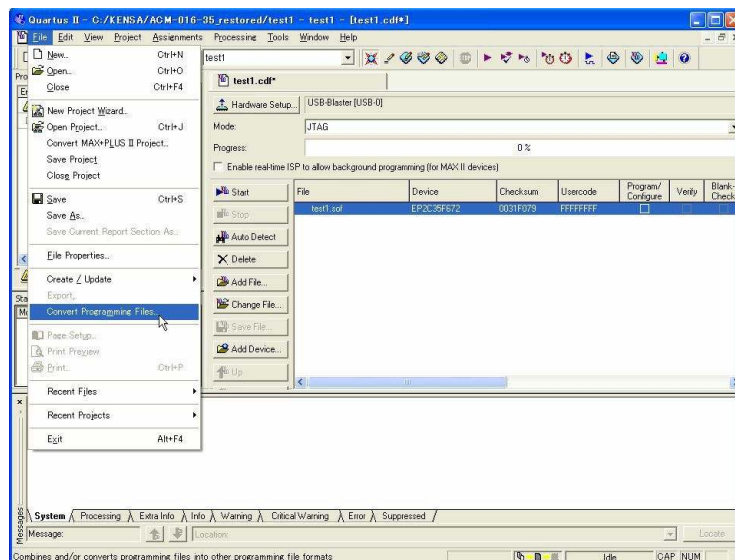 Quartus II - C:/KENSA/ACM-016-35_restored/test1 - test1 - [test1.cdf*]
File Edit View Project Assignments Processing Tools Window Help
New... Ctrl+N
Open... Ctrl+O
Close Ctrl+F4
New Project Wizard...
Open Project... Ctrl+J
Convert MAX+PLUS II Project...
Save Project
Close Project
Save Ctrl+S
Save As...
Save Current Report Section As...
File Properties...
Create / Update
Export...
Convert Programming Files...
Page Setup...
Print Preview
Print... Ctrl+P
Recent Files
Recent Projects
Exit Alt+F4
test1
test1.cdf*
Hardware Setup... USB-Blaster [USB-0]
Mode: JTAG
Progress: 0 %
Enable real-time ISP to allow background programming (for MAX II devices)
Start
Stop
Auto Detect
Delete
Add File...
Change File...
Save File...
Add Device...
Up
File Device Checksum Usercode Program/Configure Verify Blank-Check
test1.sof EP2C35F672 0031F079 FFFFFFFF
System Processing Extra Info Info Warning Critical Warning Error Suppressed
Messages
Message: Location: Locate
Combines and/or converts programming files into other programming file formats Idle CAP NUM